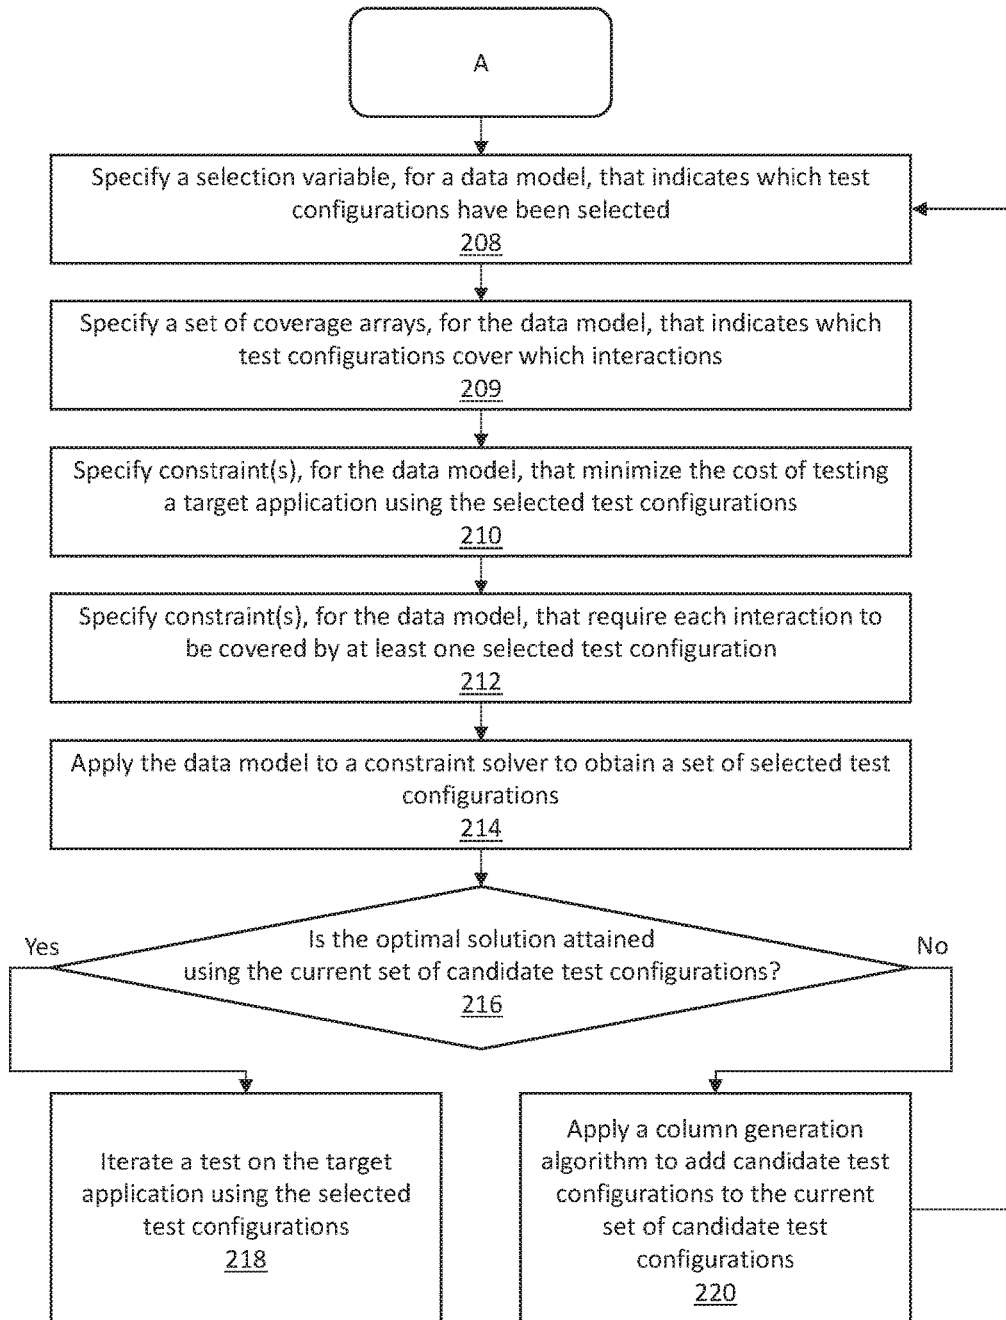 A
Specify a selection variable, for a data model, that indicates which test
configurations have been selected
208
Specify a set of coverage arrays, for the data model, that indicates which
test configurations cover which interactions
209
Specify constraint(s), for the data model, that minimize the cost of testing
a target application using the selected test configurations
210
Specify constraint(s), for the data model, that require each interaction to
be covered by at least one selected test configuration
212
Apply the data model to a constraint solver to obtain a set of selected test
configurations
214
Yes
Is the optimal solution attained
using the current set of candidate test configurations?
216
No
Iterate a test on the target
application using the selected
test configurations
218
Apply a column generation
algorithm to add candidate test
configurations to the current
set of candidate test
configurations
220